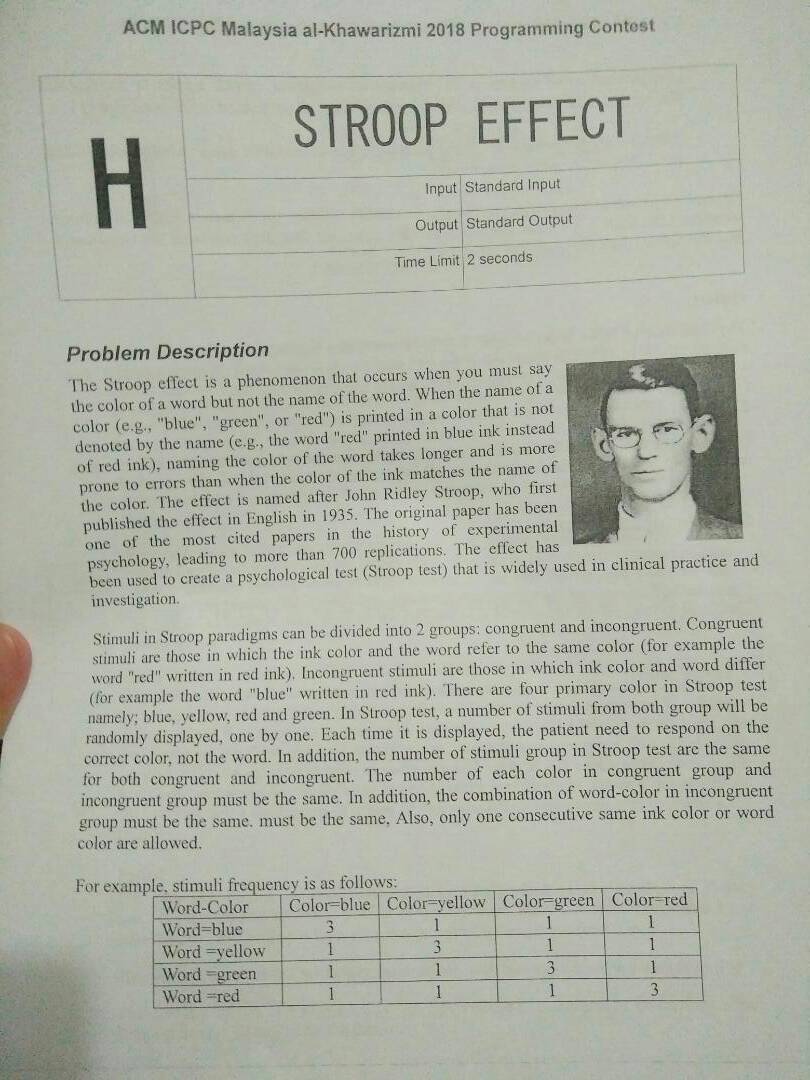 ACM ICPC Malaysia al-Khawarizmi 2018 Programming Contest
H
STROOP EFFECT
Input Standard Input
Output Standard Output
Time Limit 2 seconds
Problem Description
The Stroop effect is a phenomenon that occurs when you must say
the color of a word but not the name of the word. When the name of a
color (e.g., "blue", "green", or "red") is printed in a color that is not
denoted by the name (e.g., the word "red" printed in blue ink instead
of red ink), naming the color of the word takes longer and is more
prone to errors than when the color of the ink matches the name of
the color. The effect is named after John Ridley Stroop, who first
published the effect in English in 1935. The original paper has been
one of the most cited papers in the history of experimental
psychology, leading to more than 700 replications. The effect has
been used to create a psychological test (Stroop test) that is widely used in clinical practice and
investigation.
Stimuli in Stroop paradigms can be divided into 2 groups: congruent and incongruent. Congruent
stimuli are those in which the ink color and the word refer to the same color (for example the
word "red" written in red ink). Incongruent stimuli are those in which ink color and word differ
(for example the word "blue" written in red ink). There are four primary color in Stroop test
namely; blue, yellow, red and green. In Stroop test, a number of stimuli from both group will be
randomly displayed, one by one. Each time it is displayed, the patient need to respond on the
correct color, not the word. In addition, the number of stimuli group in Stroop test are the same
for both congruent and incongruent. The number of each color in congruent group and
incongruent group must be the same. In addition, the combination of word-color in incongruent
group must be the same. must be the same, Also, only one consecutive same ink color or word
color are allowed.
For example, stimuli frequency is as follows:
Word-Color Color=blue Color=yellow Color=green Color=red
Word=blue 3 1 1 1
Word =yellow 1 3 1 1
Word =green 1 1 3 1
Word =red 1 1 1 3